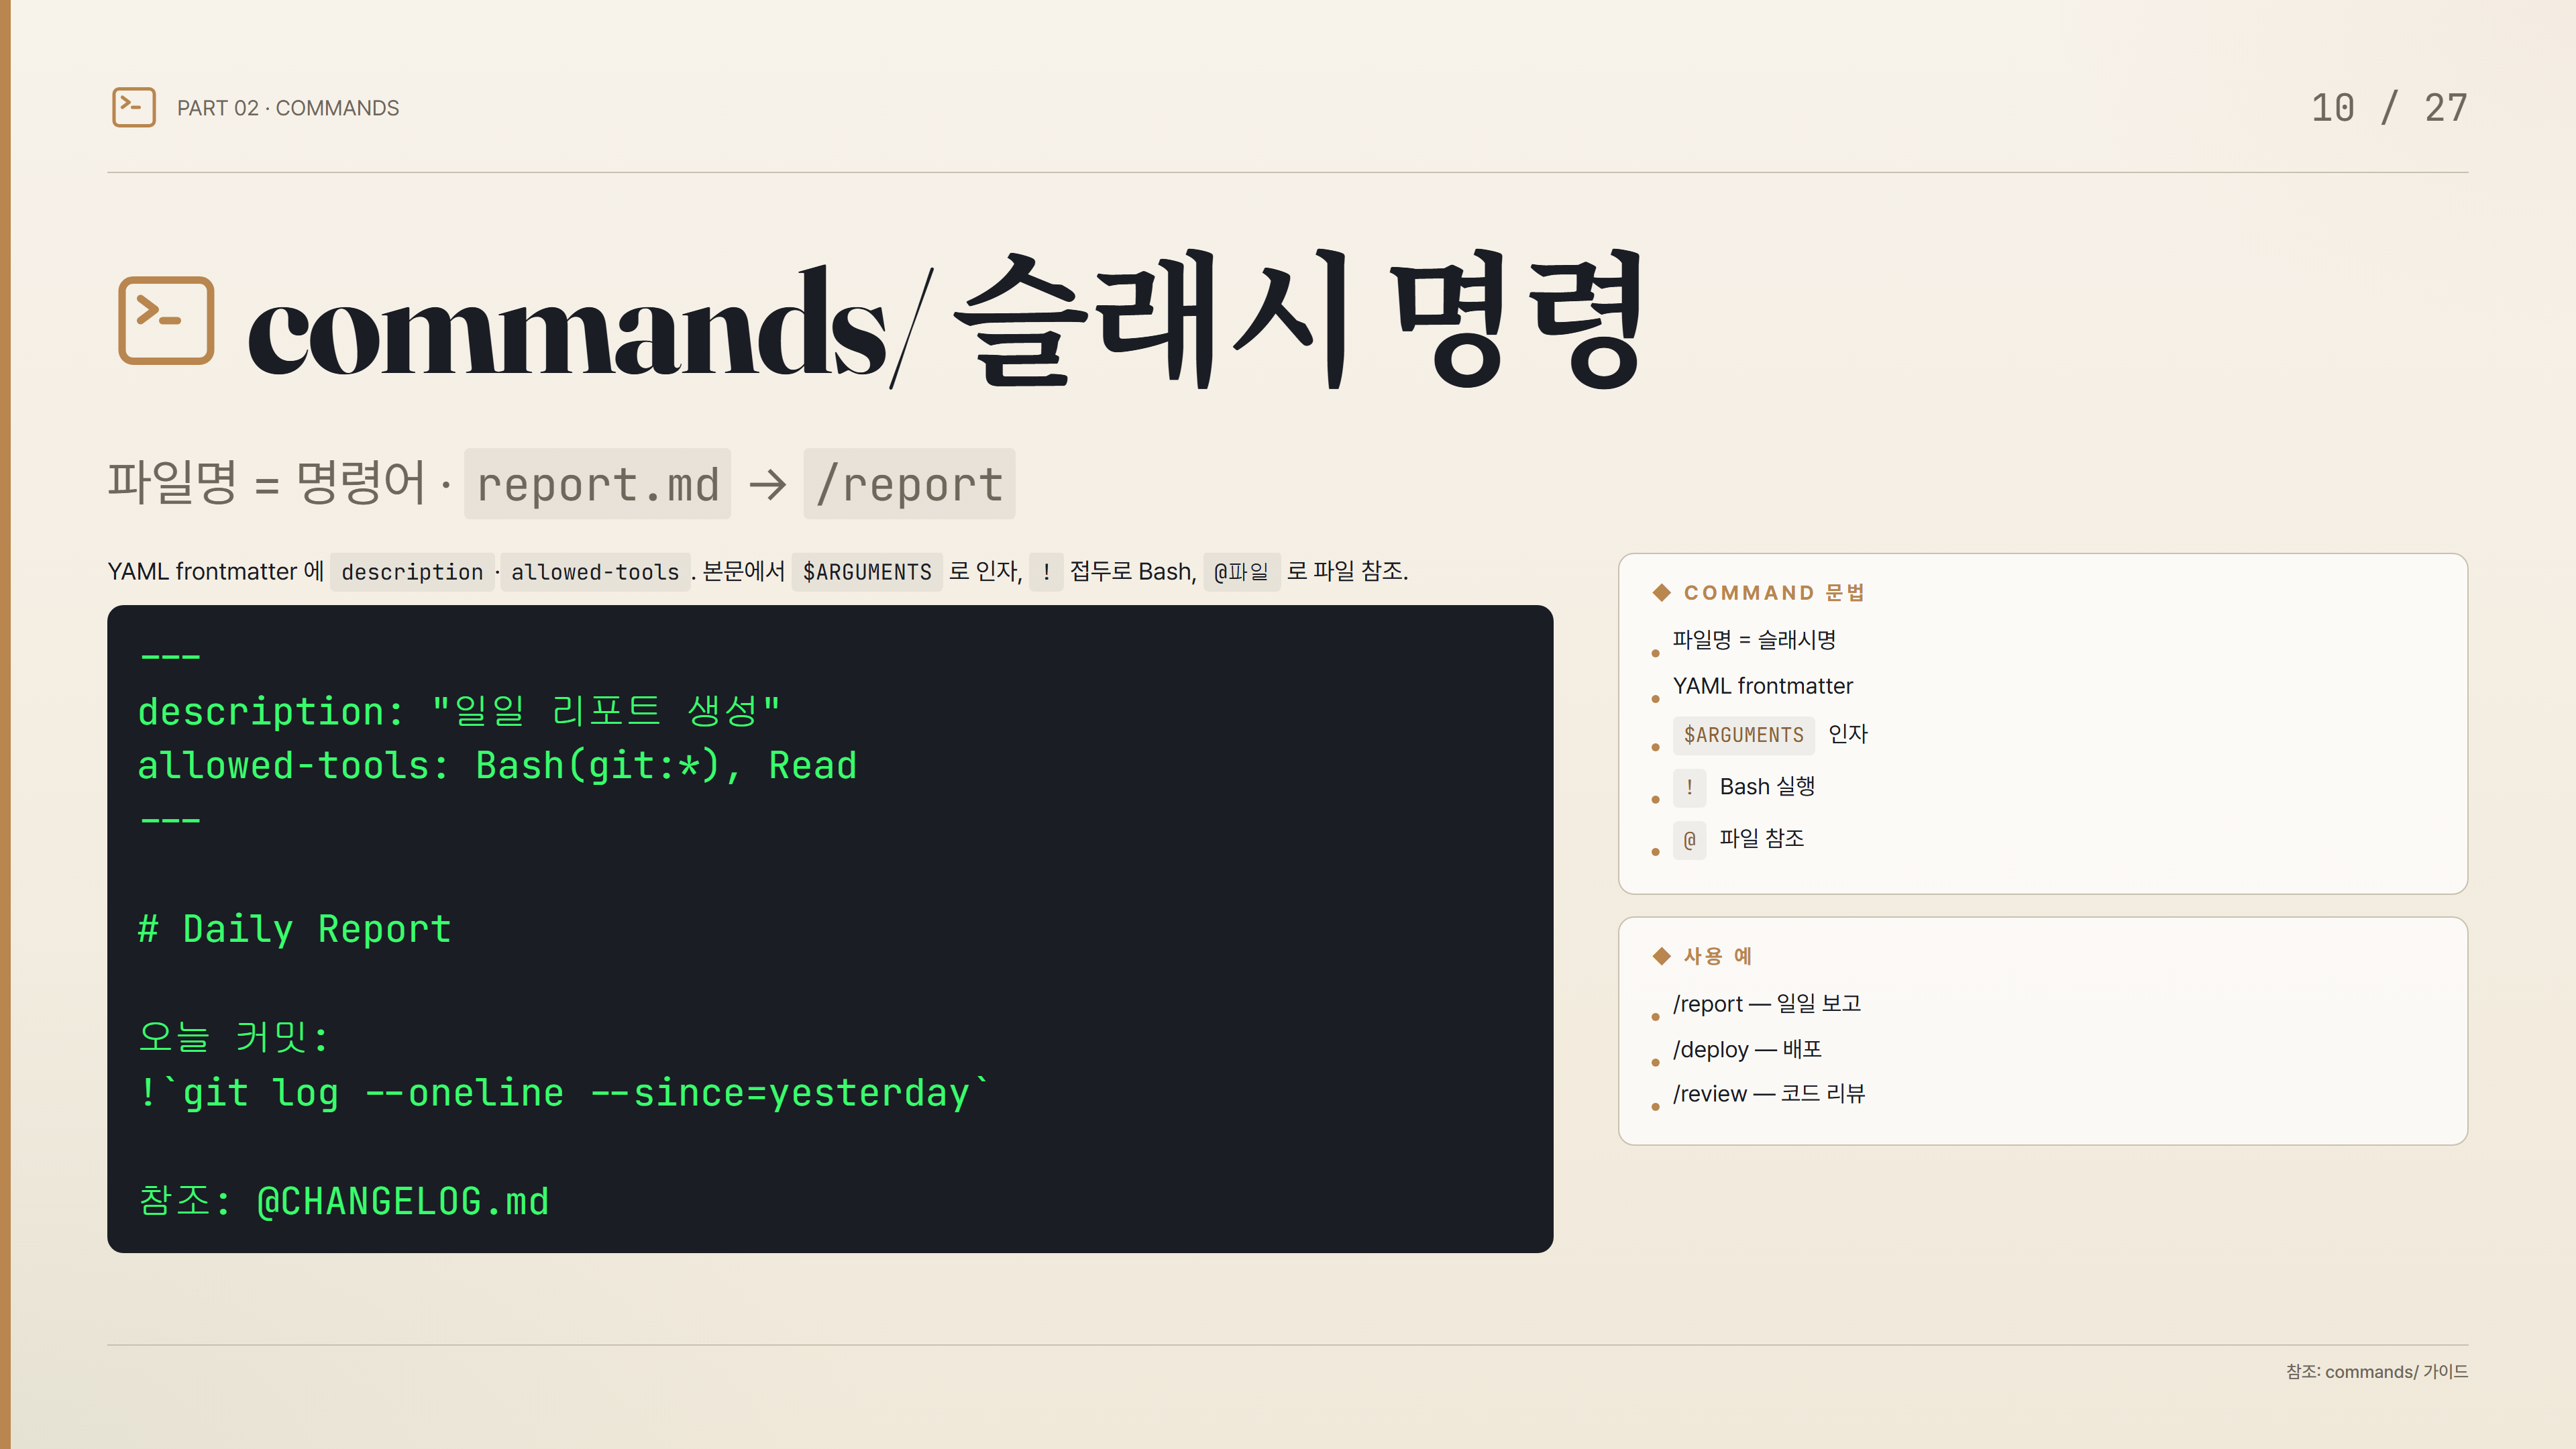 PART 02 · COMMANDS
10 / 27
commands/ 슬래시 명령
파일명 = 명령어 · report.md → /report
YAML frontmatter 에 description · allowed-tools . 본문에서 $ARGUMENTS 로 인자, ! 접두로 Bash, @파일 로 파일 참조.
---
description: "일일 리포트 생성"
allowed-tools: Bash(git:*), Read
---
# Daily Report
오늘 커밋:
!`git log --oneline --since=yesterday`
참조: @CHANGELOG.md
◆ COMMAND 문법
• 파일명 = 슬래시명
• YAML frontmatter
• $ARGUMENTS 인자
• ! Bash 실행
• @ 파일 참조
◆ 사용 예
• /report — 일일 보고
• /deploy — 배포
• /review — 코드 리뷰
참조: commands/ 가이드